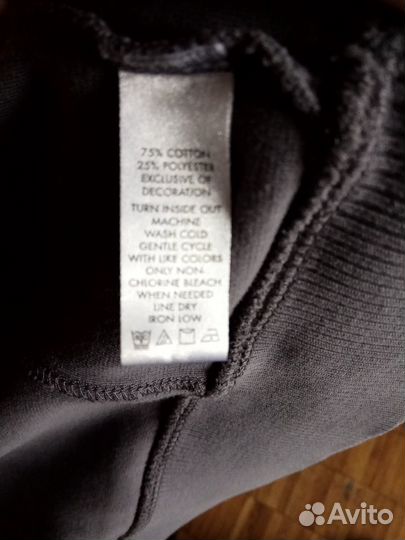 75% COTTON
25% POLYESTER
EXCLUSIVE OF
DECORATION
TURN INSIDE OUT
MACHINE
WASH COLD
GENTLE CYCLE
WITH LIKE COLORS
ONLY NON-
CHLORINE BLEACH
WHEN NEEDED
LINE DRY
IRON LOW
Avito